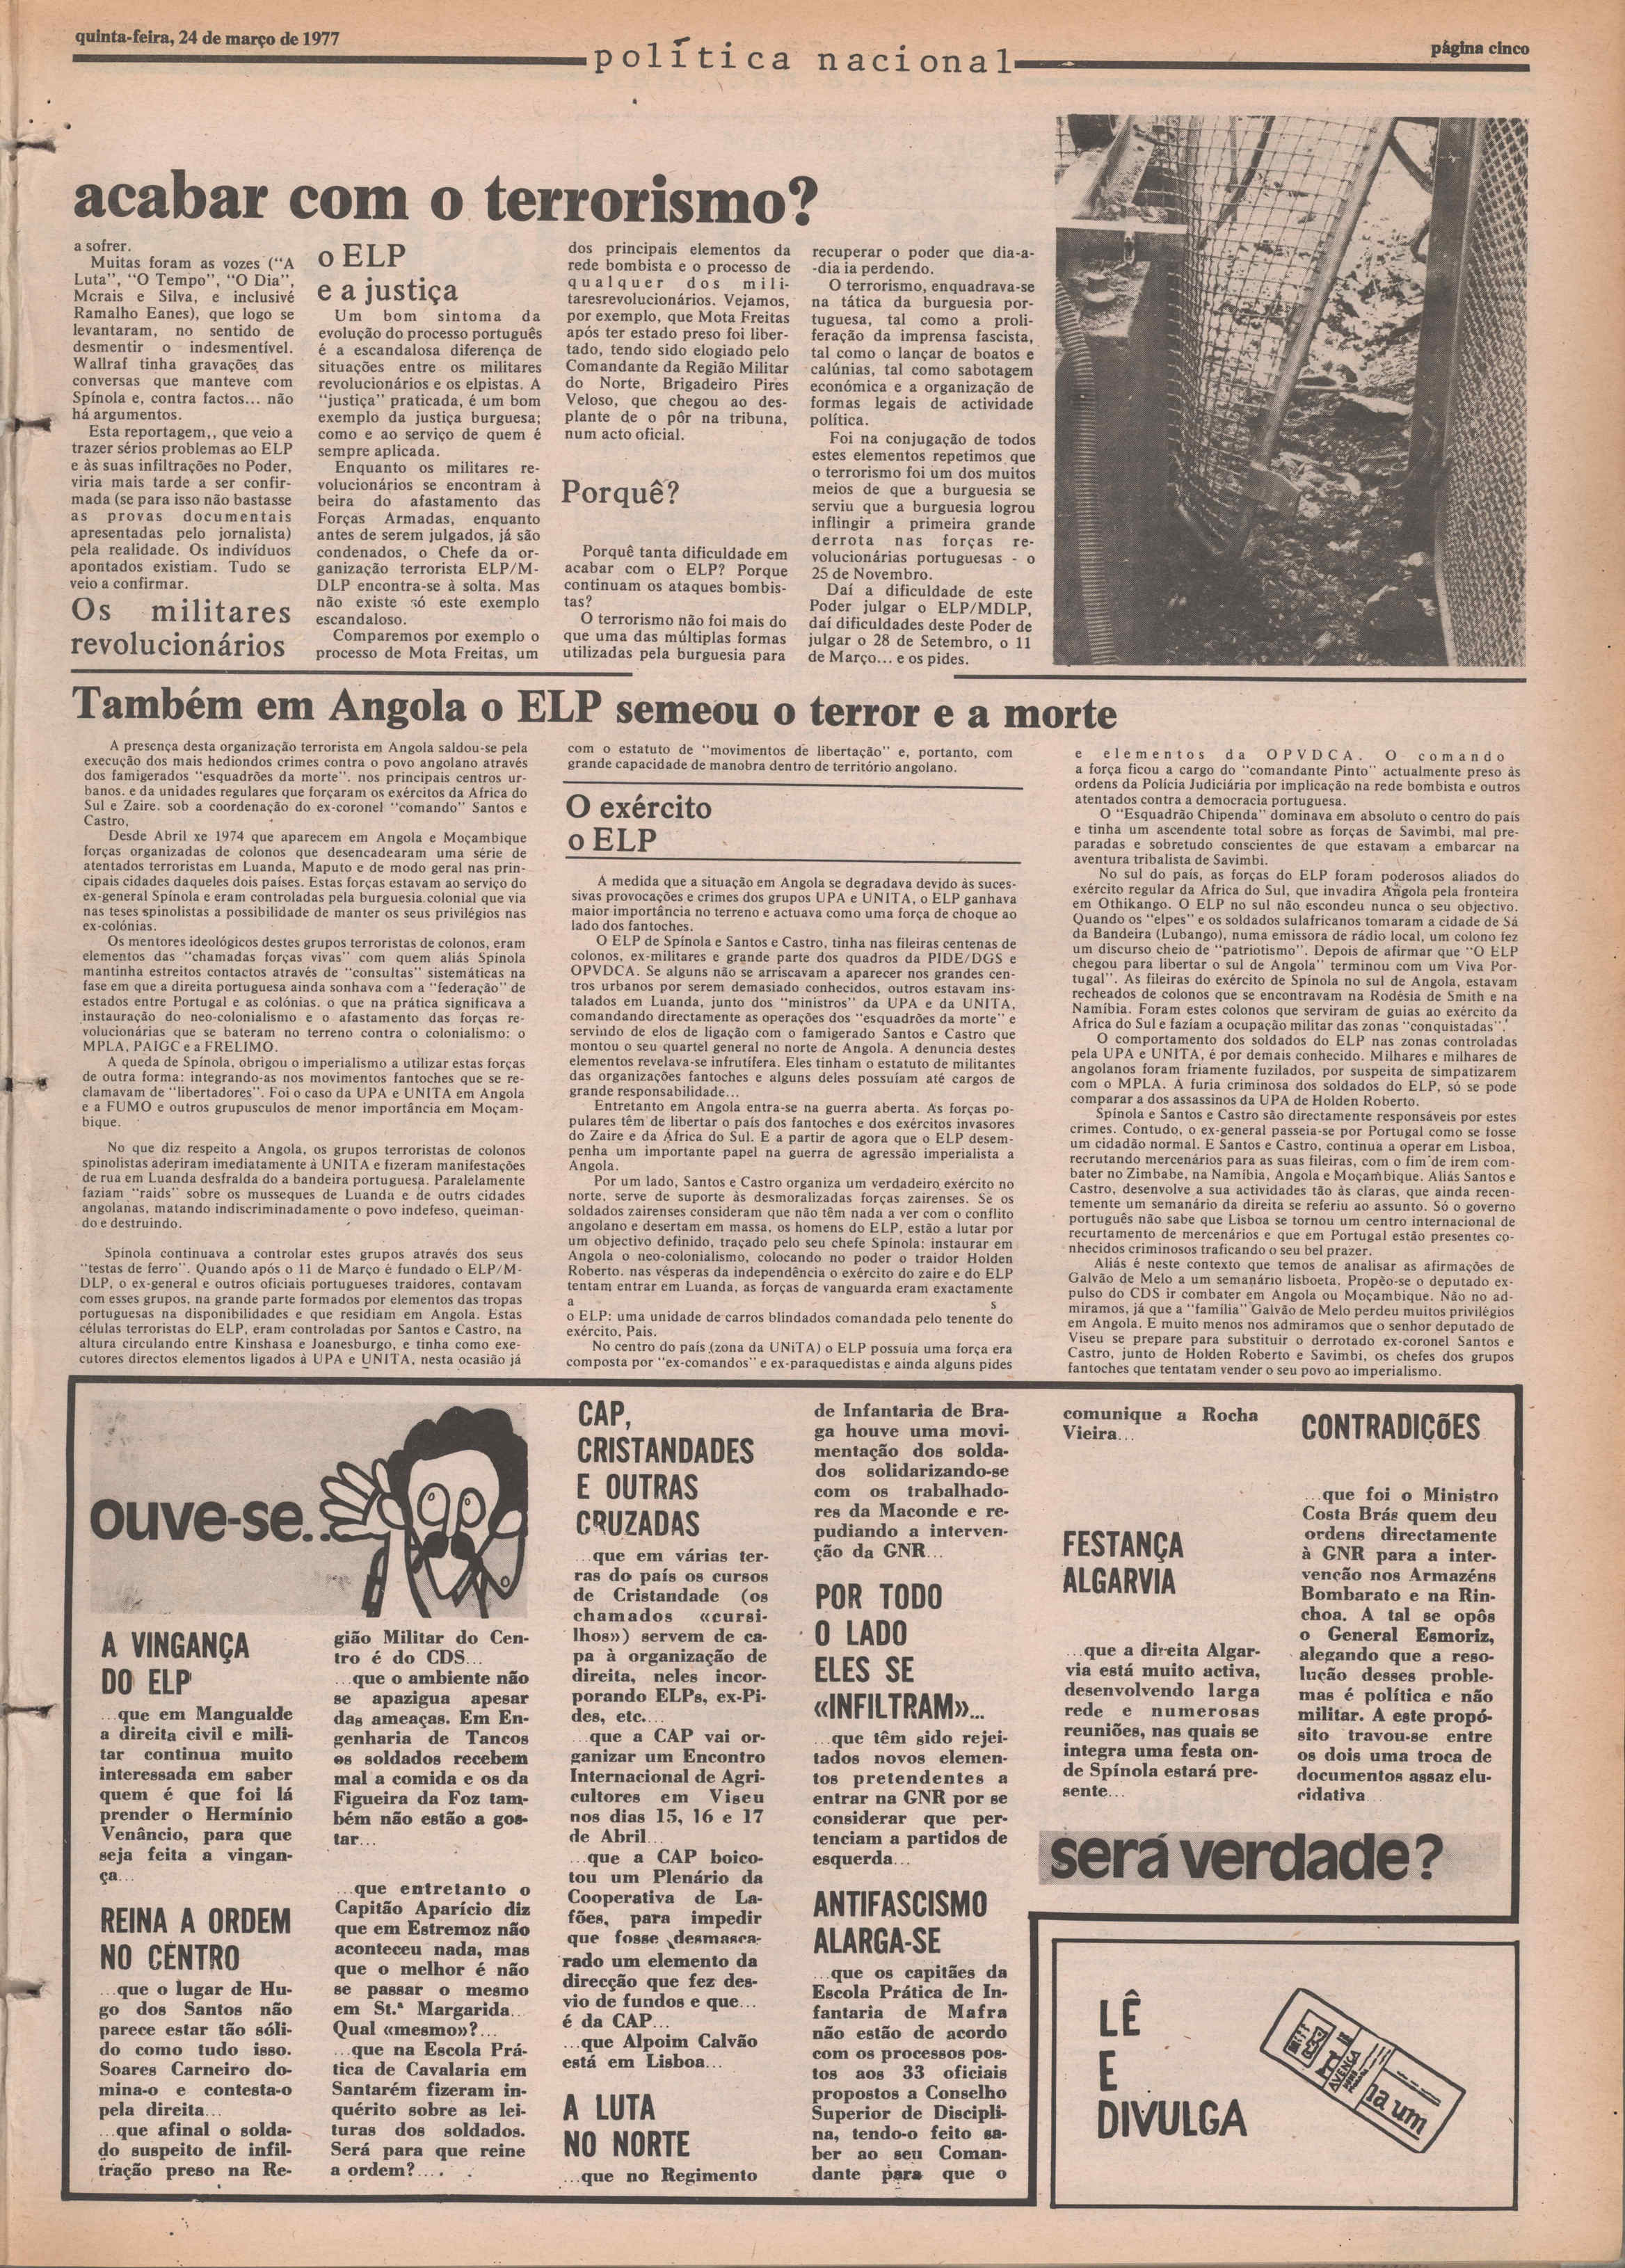 quinta-feira, 24 de março de 1977
política nacional
página cinco
acabar com o terrorismo?
a sofrer.
Muitas foram as vozes (“A
Luta”, “O Tempo”, “O Dia”,
Mcrais e Silva, e inclusivé
Ramalho Eanes), que logo se
levantaram, no sentido de
desmentir o indesmentível.
Wallraf tinha gravações das
conversas que manteve com
Spínola e, contra factos... não
há argumentos.
Esta reportagem,, que veio a
trazer sérios problemas ao ELP
e às suas infiltrações no Poder,
viria mais tarde a ser confir-
mada (se para isso não bastasse
as provas documentais
apresentadas pelo jornalista)
pela realidade. Os indivíduos
apontados existiam. Tudo se
veio a confirmar.
Os militares
revolucionários
o ELP
e a justiça
Um bom sintoma da
evolução do processo português
é a escandalosa diferença de
situações entre os militares
revolucionários e os elpistas. A
“justiça” praticada, é um bom
exemplo da justiça burguesa;
como e ao serviço de quem é
sempre aplicada.
Enquanto os militares re-
volucionários se encontram à
beira do afastamento das
Forças Armadas, enquanto
antes de serem julgados, já são
condenados, o Chefe da or-
ganização terrorista ELP/M-
DLP encontra-se à solta. Mas
não existe só este exemplo
escandaloso.
Comparemos por exemplo o
processo de Mota Freitas, um
dos principais elementos da
rede bombista e o processo de
qualquer dos mili-
taresrevolucionários. Vejamos,
por exemplo, que Mota Freitas
após ter estado preso foi liber-
tado, tendo sido elogiado pelo
Comandante da Região Militar
do Norte, Brigadeiro Pires
Veloso, que chegou ao des-
plante de o pôr na tribuna,
num acto oficial.
Porquê?
Porquê tanta dificuldade em
acabar com o ELP? Porque
continuam os ataques bombis-
tas?
O terrorismo não foi mais do
que uma das múltiplas formas
utilizadas pela burguesia para
recuperar o poder que dia-a-
-dia ia perdendo.
O terrorismo, enquadrava-se
na tática da burguesia por-
tuguesa, tal como a proli-
feração da imprensa fascista,
tal como o lançar de boatos e
calúnias, tal como sabotagem
económica e a organização de
formas legais de actividade
política.
Foi na conjugação de todos
estes elementos repetimos que
o terrorismo foi um dos muitos
meios de que a burguesia se
serviu que a burguesia logrou
inflingir a primeira grande
derrota nas forças re-
volucionárias portuguesas - o
25 de Novembro.
Daí a dificuldade de este
Poder julgar o ELP/MDLP,
daí dificuldades deste Poder de
julgar o 28 de Setembro, o 11
de Março... e os pides.
Também em Angola o ELP semeou o terror e a morte
A presença desta organização terrorista em Angola saldou-se pela
execução dos mais hediondos crimes contra o povo angolano através
dos famigerados “esquadrões da morte”. nos principais centros ur-
banos. e da unidades regulares que forçaram os exércitos da Africa do
Sul e Zaire. sob a coordenação do ex-coronel “comando” Santos e
Castro,
Desde Abril xe 1974 que aparecem em Angola e Moçambique
forças organizadas de colonos que desencadearam uma série de
atentados terroristas em Luanda, Maputo e de modo geral nas prin-
cipais cidades daqueles dois países. Estas forças estavam ao serviço do
ex-general Spínola e eram controladas pela burguesia colonial que via
nas teses spinolistas a possibilidade de manter os seus privilégios nas
ex-colónias.
Os mentores ideológicos destes grupos terroristas de colonos, eram
elementos das “chamadas forças vivas” com quem aliás Spínola
mantinha estreitos contactos através de “consultas” sistemáticas na
fase em que a direita portuguesa ainda sonhava com a “federação” de
estados entre Portugal e as colónias. o que na prática significava a
instauração do neo-colonialismo e o afastamento das forças re-
volucionárias que se bateram no terreno contra o colonialismo: o
MPLA, PAIGC e a FRELIMO.
A queda de Spínola, obrigou o imperialismo a utilizar estas forças
de outra forma: integrando-as nos movimentos fantoches que se re-
clamavam de “libertadores”. Foi o caso da UPA e UNITA em Angola
e a FUMO e outros grupusculos de menor importância em Moçam-
bique.
No que diz respeito a Angola, os grupos terroristas de colonos
spinolistas aderiram imediatamente à UNITA e fizeram manifestações
de rua em Luanda desfralda do a bandeira portuguesa. Paralelamente
faziam “raids” sobre os musseques de Luanda e de outrs cidades
angolanas, matando indiscriminadamente o povo indefeso, queiman-
do e destruindo.
Spínola continuava a controlar estes grupos através dos seus
“testas de ferro”. Quando após o 11 de Março é fundado o ELP/M-
DLP, o ex-general e outros oficiais portugueses traidores, contavam
com esses grupos, na grande parte formados por elementos das tropas
portuguesas na disponibilidades e que residiam em Angola. Estas
células terroristas do ELP, eram controladas por Santos e Castro, na
altura circulando entre Kinshasa e Joanesburgo, e tinha como exe-
cutores directos elementos ligados à UPA e UNITA, nesta ocasião já
com o estatuto de “movimentos de libertação” e, portanto, com
grande capacidade de manobra dentro de território angolano.
O exército
o ELP
A medida que a situação em Angola se degradava devido às suces-
sivas provocações e crimes dos grupos UPA e UNITA, o ELP ganhava
maior importância no terreno e actuava como uma força de choque ao
lado dos fantoches.
O ELP de Spínola e Santos e Castro, tinha nas fileiras centenas de
colonos, ex-militares e grande parte dos quadros da PIDE/DGS e
OPVDCA. Se alguns não se arriscavam a aparecer nos grandes cen-
tros urbanos por serem demasiado conhecidos, outros estavam ins-
talados em Luanda, junto dos “ministros” da UPA e da UNITA,
comandando directamente as operações dos “esquadrões da morte” e
servindo de elos de ligação com o famigerado Santos e Castro que
montou o seu quartel general no norte de Angola. A denuncia destes
elementos revelava-se infrutífera. Eles tinham o estatuto de militantes
das organizações fantoches e alguns deles possuíam até cargos de
grande responsabilidade...
Entretanto em Angola entra-se na guerra aberta. As forças po-
pulares têm de libertar o país dos fantoches e dos exércitos invasores
do Zaire e da África do Sul. E a partir de agora que o ELP desem-
penha um importante papel na guerra de agressão imperialista a
Angola.
Por um lado, Santos e Castro organiza um verdadeiro exército no
norte, serve de suporte às desmoralizadas forças zairenses. Se os
soldados zairenses consideram que não têm nada a ver com o conflito
angolano e desertam em massa, os homens do ELP, estão a lutar por
um objectivo definido, traçado pelo seu chefe Spínola: instaurar em
Angola o neo-colonialismo, colocando no poder o traidor Holden
Roberto. nas vésperas da independência o exército do zaire e do ELP
tentam entrar em Luanda, as forças de vanguarda eram exactamente
a s
o ELP: uma unidade de carros blindados comandada pelo tenente do
exército, Pais.
No centro do país (zona da UNiTA) o ELP possuía uma força era
composta por “ex-comandos” e ex-paraquedistas e ainda alguns pides
e elementos da OPVDCA. O comando
a força ficou a cargo do “comandante Pinto” actualmente preso às
ordens da Polícia Judiciária por implicação na rede bombista e outros
atentados contra a democracia portuguesa.
O “Esquadrão Chipenda” dominava em absoluto o centro do país
e tinha um ascendente total sobre as forças de Savimbi, mal pre-
paradas e sobretudo conscientes de que estavam a embarcar na
aventura tribalista de Savimbi.
No sul do país, as forças do ELP foram poderosos aliados do
exército regular da Africa do Sul, que invadira Angola pela fronteira
em Othikango. O ELP no sul não escondeu nunca o seu objectivo.
Quando os “elpes” e os soldados sulafricanos tomaram a cidade de Sá
da Bandeira (Lubango), numa emissora de rádio local, um colono fez
um discurso cheio de “patriotismo”. Depois de afirmar que “O ELP
chegou para libertar o sul de Angola” terminou com um Viva Por-
tugal”. As fileiras do exército de Spínola no sul de Angola, estavam
recheados de colonos que se encontravam na Rodésia de Smith e na
Namíbia. Foram estes colonos que serviram de guias ao exército da
Africa do Sul e faziam a ocupação militar das zonas “conquistadas”.
O comportamento dos soldados do ELP nas zonas controladas
pela UPA e UNITA, é por demais conhecido. Milhares e milhares de
angolanos foram friamente fuzilados, por suspeita de simpatizarem
com o MPLA. A furia criminosa dos soldados do ELP, só se pode
comparar a dos assassinos da UPA de Holden Roberto.
Spínola e Santos e Castro são directamente responsáveis por estes
crimes. Contudo, o ex-general passeia-se por Portugal como se fosse
um cidadão normal. E Santos e Castro, continua a operar em Lisboa,
recrutando mercenários para as suas fileiras, com o fim de irem com-
bater no Zimbabe, na Namíbia, Angola e Moçambique. Aliás Santos e
Castro, desenvolve a sua actividades tão às claras, que ainda recen-
temente um semanário da direita se referiu ao assunto. Só o governo
português não sabe que Lisboa se tornou um centro internacional de
recurtamento de mercenários e que em Portugal estão presentes co-
nhecidos criminosos traficando o seu bel prazer.
Aliás é neste contexto que temos de analisar as afirmações de
Galvão de Melo a um semanário lisboeta. Propêo-se o deputado ex-
pulso do CDS ir combater em Angola ou Moçambique. Não no ad-
miramos, já que a “família” Galvão de Melo perdeu muitos privilégios
em Angola. E muito menos nos admiramos que o senhor deputado de
Viseu se prepare para substituir o derrotado ex-coronel Santos e
Castro, junto de Holden Roberto e Savimbi, os chefes dos grupos
fantoches que tentatam vender o seu povo ao imperialismo.
ouve-se...
A VINGANÇA
DO ELP
...que em Mangualde
a direita civil e mili-
tar continua muito
interessada em saber
quem é que foi lá
prender o Hermínio
Venâncio, para que
seja feita a vingan-
ça...
REINA A ORDEM
NO CENTRO
...que o lugar de Hu-
go dos Santos não
parece estar tão sóli-
do como tudo isso.
Soares Carneiro do-
mina-o e contesta-o
pela direita...
...que afinal o solda-
do suspeito de infil-
tração preso na Re-
gião Militar do Cen-
tro é do CDS...
...que o ambiente não
se apazigua apesar
das ameaças. Em En-
genharia de Tancos
os soldados recebem
mal a comida e os da
Figueira da Foz tam-
bém não estão a gos-
tar...
...que entretanto o
Capitão Aparício diz
que em Estremoz não
aconteceu nada, mas
que o melhor é não
se passar o mesmo
em St.ª Margarida...
Qual «mesmo»?...
...que na Escola Prá-
tica de Cavalaria em
Santarém fizeram in-
quérito sobre as lei-
turas dos soldados.
Será para que reine
a ordem?...
CAP,
CRISTANDADES
E OUTRAS
CRUZADAS
...que em várias ter-
ras do país os cursos
de Cristandade (os
chamados «cursi-
lhos») servem de ca-
pa à organização de
direita, neles incor-
porando ELPs, ex-Pi-
des, etc...
...que a CAP vai or-
ganizar um Encontro
Internacional de Agri-
cultores em Viseu
nos dias 15, 16 e 17
de Abril...
...que a CAP boico-
tou um Plenário da
Cooperativa de La-
fões, para impedir
que fosse desmasca-
rado um elemento da
direcção que fez des-
vio de fundos e que...
é da CAP...
...que Alpoim Calvão
está em Lisboa...
A LUTA
NO NORTE
...que no Regimento
de Infantaria de Bra-
ga houve uma movi-
mentação dos solda-
dos solidarizando-se
com os trabalhado-
res da Maconde e re-
pudiando a interven-
ção da GNR...
POR TODO
O LADO
ELES SE
«INFILTRAM»...
...que têm sido rejei-
tados novos elemen-
tos pretendentes a
entrar na GNR por se
considerar que per-
tenciam a partidos de
esquerda...
ANTIFASCISMO
ALARGA-SE
...que os capitães da
Escola Prática de In-
fantaria de Mafra
não estão de acordo
com os processos pos-
tos aos 33 oficiais
propostos a Conselho
Superior de Discipli-
na, tendo-o feito sa-
ber ao seu Coman-
dante para que o
comunique a Rocha
Vieira...
FESTANÇA
ALGARVIA
...que a direita Algar-
via está muito activa,
desenvolvendo larga
rede e numerosas
reuniões, nas quais se
integra uma festa on-
de Spínola estará pre-
sente...
CONTRADIÇÕES
...que foi o Ministro
Costa Brás quem deu
ordens directamente
à GNR para a inter-
venção nos Armazéns
Bombarato e na Rin-
choa. A tal se opôs
o General Esmoriz,
alegando que a reso-
lução desses proble-
mas é política e não
militar. A este propó-
sito travou-se entre
os dois uma troca de
documentos assaz elu-
cidativa...
será verdade?
LÊ
E
DIVULGA
AVENÇA